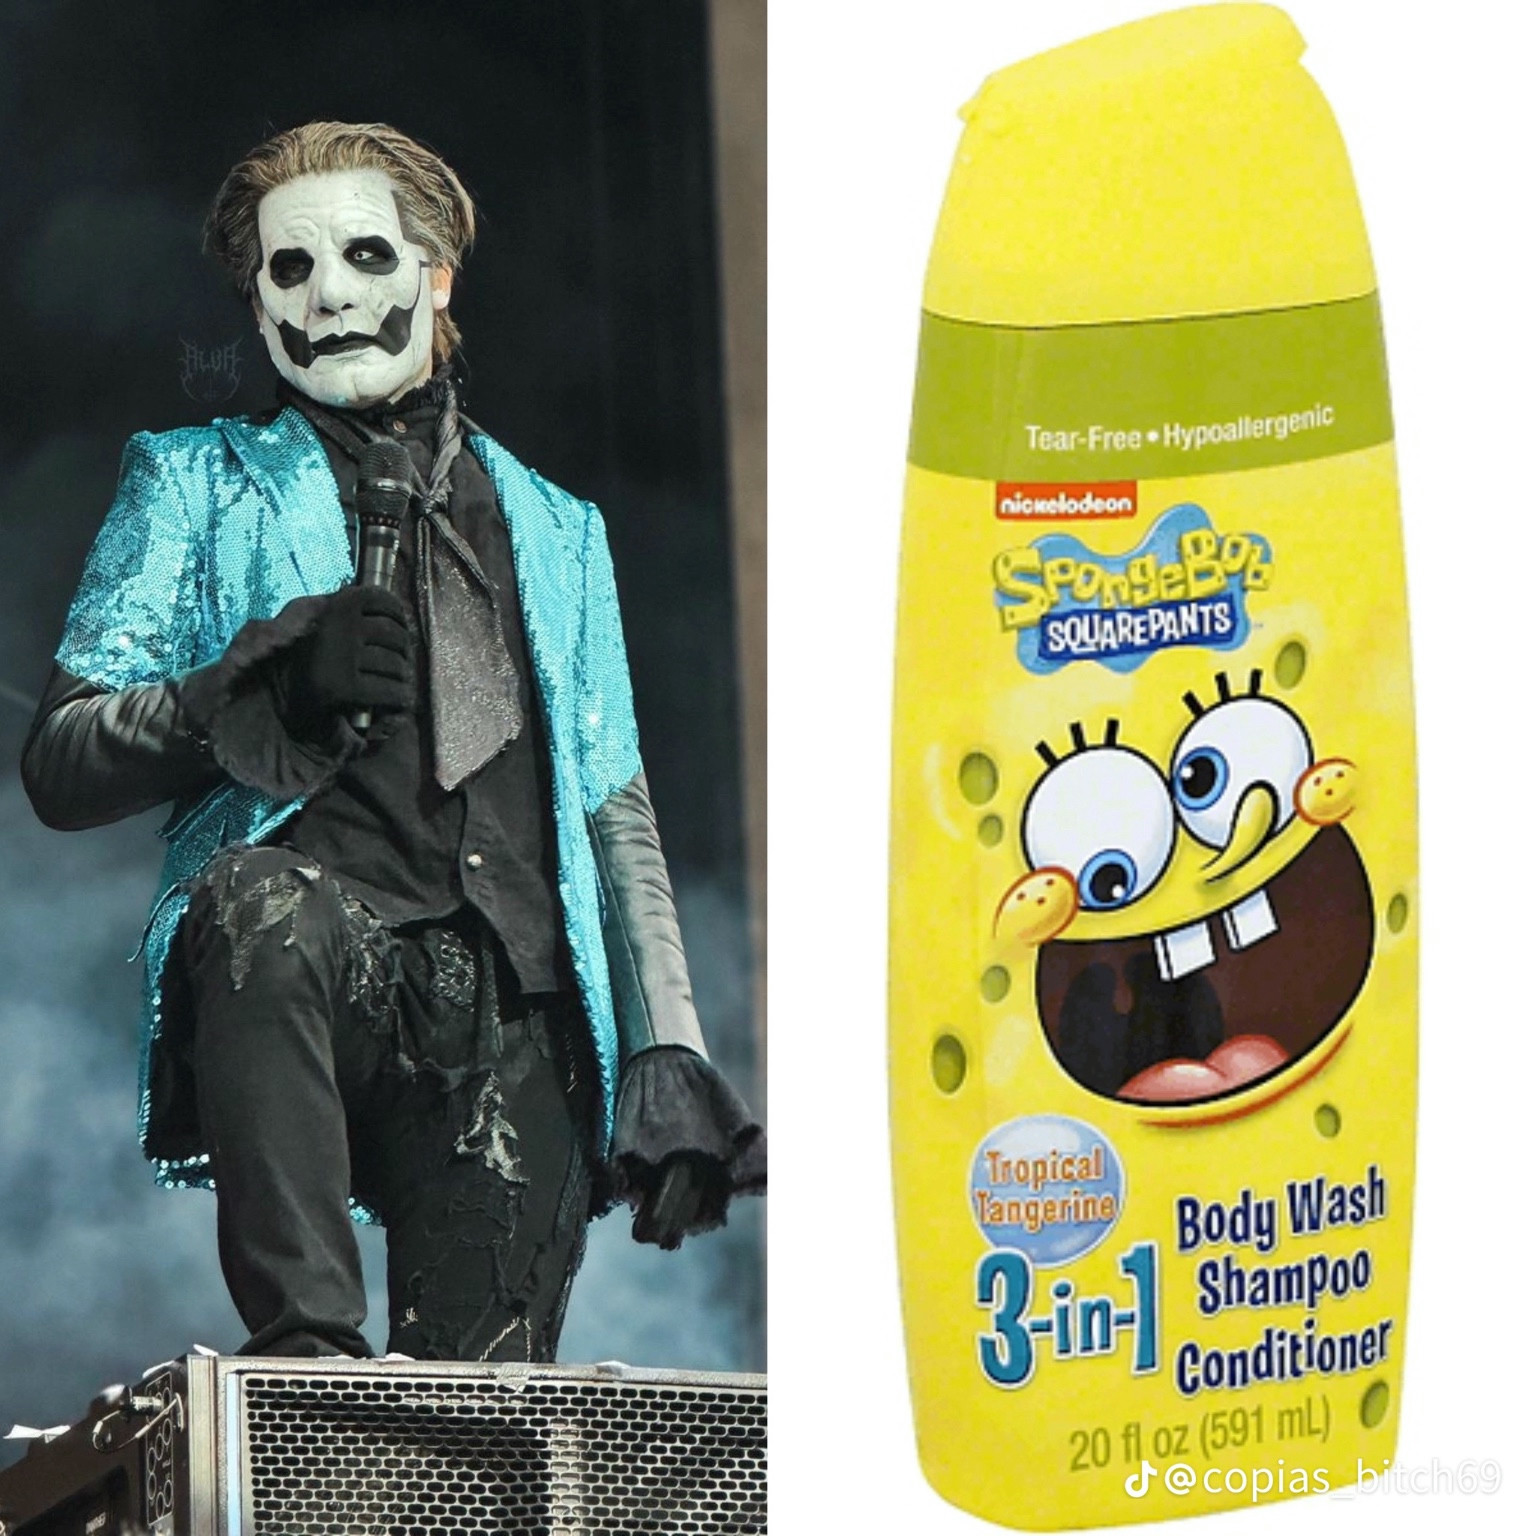 ALVA
Tear-Free • Hypoallergenic
nickelodeon
SpongeBob
SQUAREPANTS
Tropical
Tangerine
3-in-1
Body Wash
Shampoo
Conditioner
20 fl oz (591 mL)
@copias_bitch69